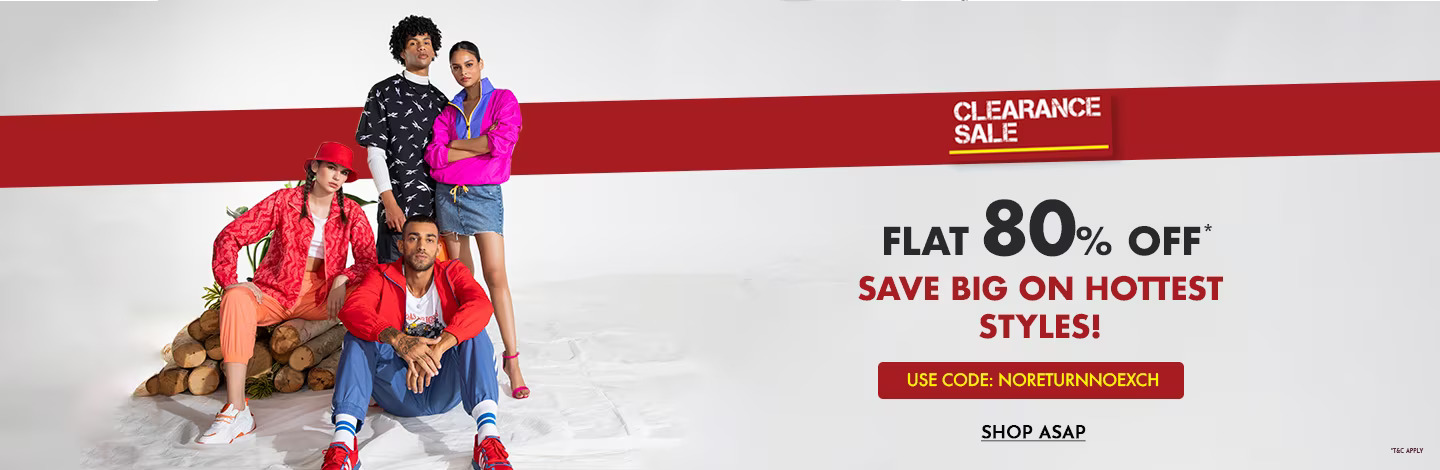 CLEARANCE
SALE
FLAT 80% OFF*
SAVE BIG ON HOTTEST
STYLES!
USE CODE: NORETURNNOEXCH
SHOP ASAP
*T&C APPLY